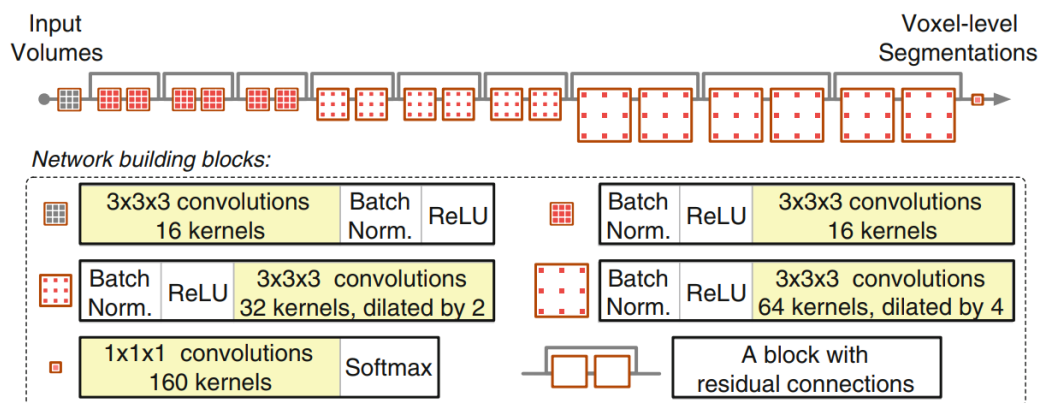 Input
Volumes
Voxel-level
Segmentations
Network building blocks:
3x3x3 convolutions
16 kernels
Batch
Norm.
ReLU
Batch
Norm.
ReLU
3x3x3 convolutions
16 kernels
Batch
Norm.
ReLU
3x3x3 convolutions
32 kernels, dilated by 2
Batch
Norm.
ReLU
3x3x3 convolutions
64 kernels, dilated by 4
1x1x1 convolutions
160 kernels
Softmax
A block with
residual connections